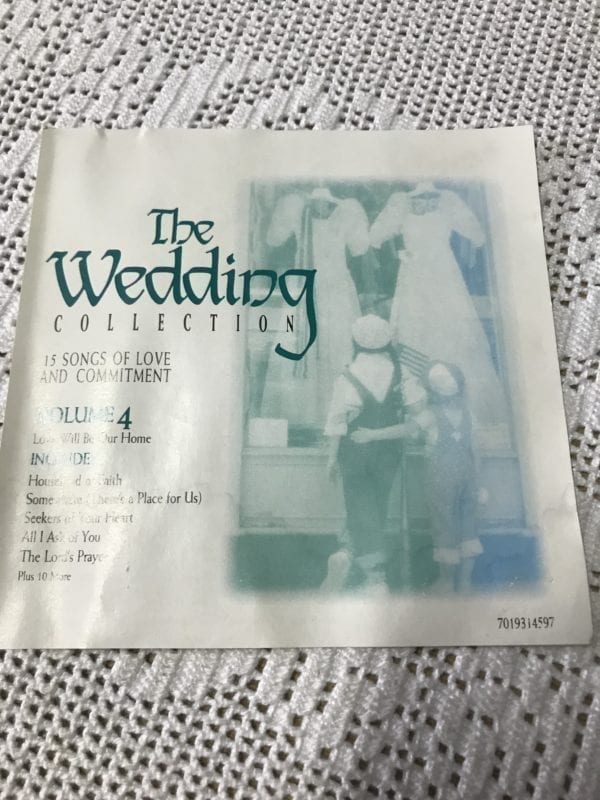 The
Wedding
COLLECTION
15 SONGS OF LOVE
AND COMMITMENT
VOLUME 4
Love Will Be Our Home
INCLUDES
Household of Faith
Somewhere (There's a Place for Us)
Seekers of Your Heart
All I Ask of You
The Lord's Prayer
Plus 10 More
7019314597